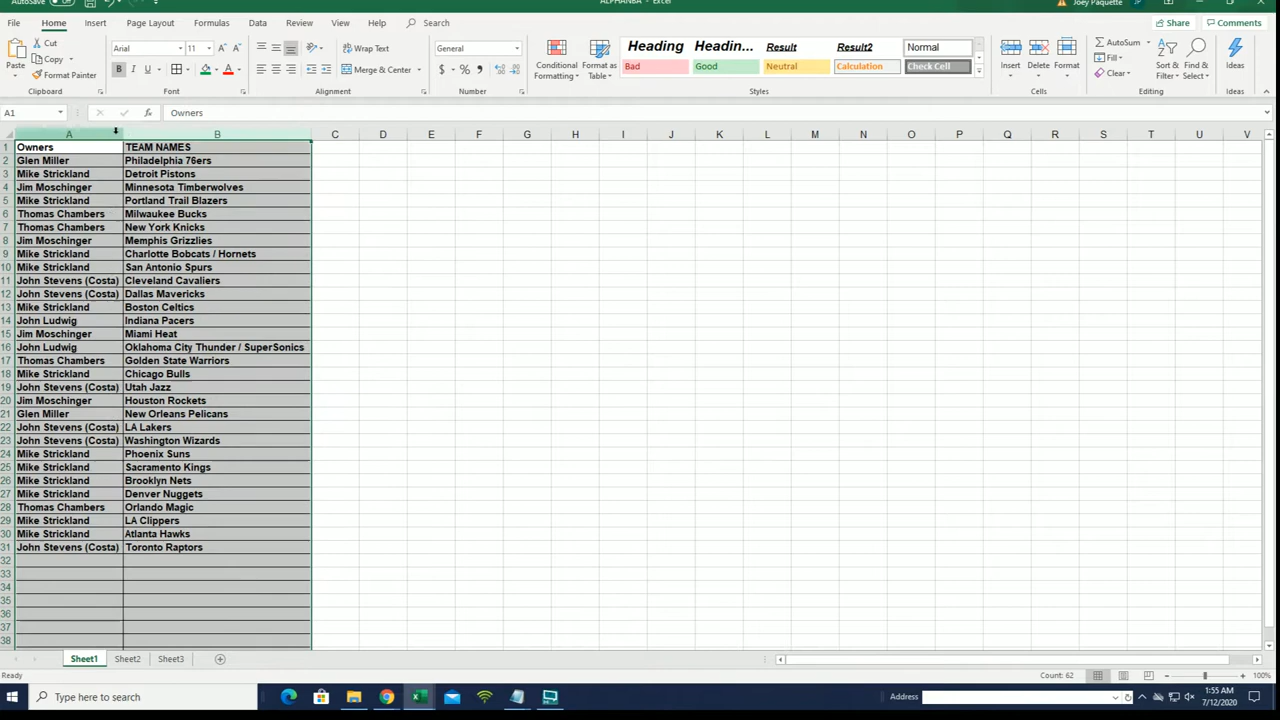 AutoSave Off ALPHANBA - Excel Joey Paquette JP
File Home Insert Page Layout Formulas Data Review View Help Search Share Comments
Paste Cut Copy Format Painter Clipboard
Arial 11 A A B I U A Font
Wrap Text Merge & Center Alignment
General $ % , Number
Conditional Formatting Format as Table
Heading Headin... Result Result2 Normal
Bad Good Neutral Calculation Check Cell
Styles
Insert Delete Format Cells
AutoSum Fill Clear Sort & Filter Find & Select Editing
Ideas Ideas
A1 fx Owners
A B C D E F G H I J K L M N O P Q R S T U V
1 Owners TEAM NAMES
2 Glen Miller Philadelphia 76ers
3 Mike Strickland Detroit Pistons
4 Jim Moschinger Minnesota Timberwolves
5 Mike Strickland Portland Trail Blazers
6 Thomas Chambers Milwaukee Bucks
7 Thomas Chambers New York Knicks
8 Jim Moschinger Memphis Grizzlies
9 Mike Strickland Charlotte Bobcats / Hornets
10 Mike Strickland San Antonio Spurs
11 John Stevens (Costa) Cleveland Cavaliers
12 John Stevens (Costa) Dallas Mavericks
13 Mike Strickland Boston Celtics
14 John Ludwig Indiana Pacers
15 Jim Moschinger Miami Heat
16 John Ludwig Oklahoma City Thunder / SuperSonics
17 Thomas Chambers Golden State Warriors
18 Mike Strickland Chicago Bulls
19 John Stevens (Costa) Utah Jazz
20 Jim Moschinger Houston Rockets
21 Glen Miller New Orleans Pelicans
22 John Stevens (Costa) LA Lakers
23 John Stevens (Costa) Washington Wizards
24 Mike Strickland Phoenix Suns
25 Mike Strickland Sacramento Kings
26 Mike Strickland Brooklyn Nets
27 Mike Strickland Denver Nuggets
28 Thomas Chambers Orlando Magic
29 Mike Strickland LA Clippers
30 Mike Strickland Atlanta Hawks
31 John Stevens (Costa) Toronto Raptors
32
33
34
35
36
37
38
Sheet1 Sheet2 Sheet3
Ready Count: 62 100%
Type here to search Address 1:55 AM
7/12/2020